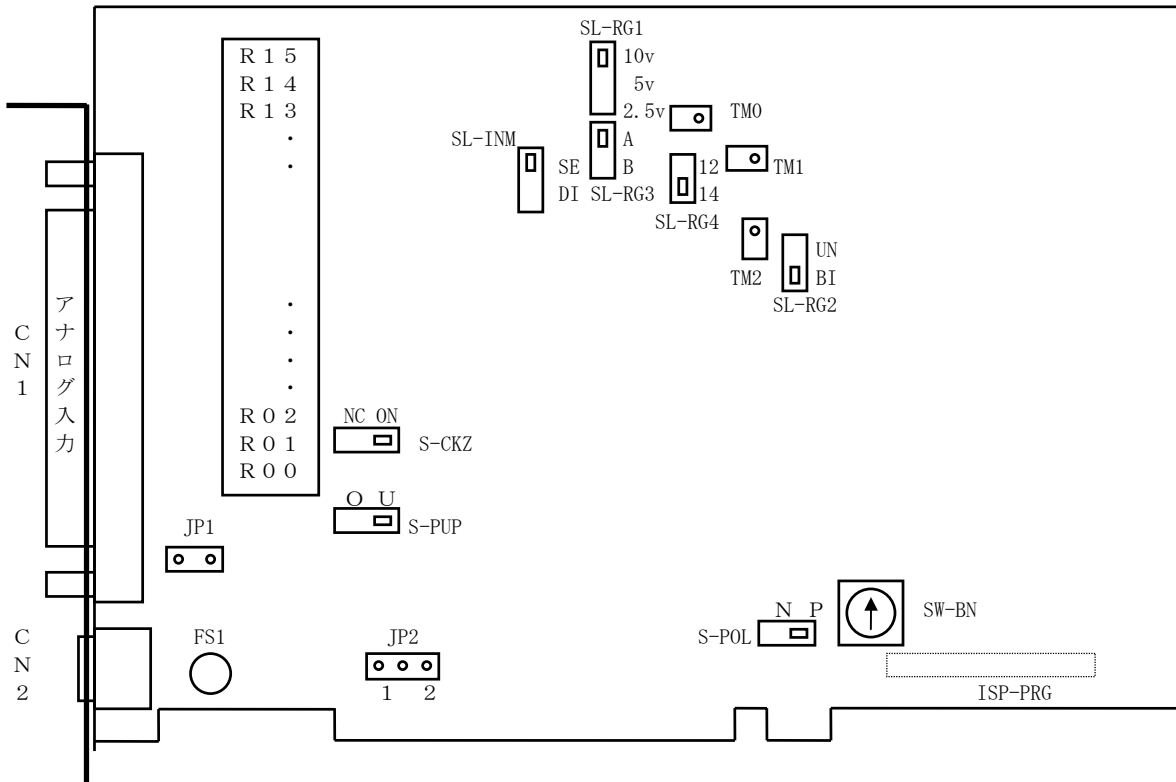 SL-RG1
10v
5v
2.5v
TM0
A
B
SL-RG3
SL-INM
SE
DI
12
14
SL-RG4
TM1
TM2
UN
BI
SL-RG2
R15
R14
R13
・
・
・
・
・
・
R02
R01
R00
CN1
アナログ入力
NC ON
S-CKZ
O U
S-PUP
JP1
CN2
FS1
JP2
1 2
N P
S-POL
SW-BN
ISP-PRG